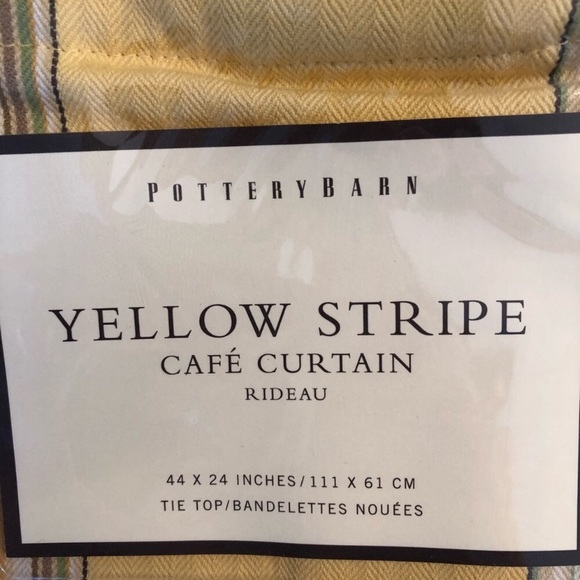 POTTERYBARN
YELLOW STRIPE
CAFÉ CURTAIN
RIDEAU
44 X 24 INCHES/111 X 61 CM
TIE TOP/BANDELETTES NOUÉES